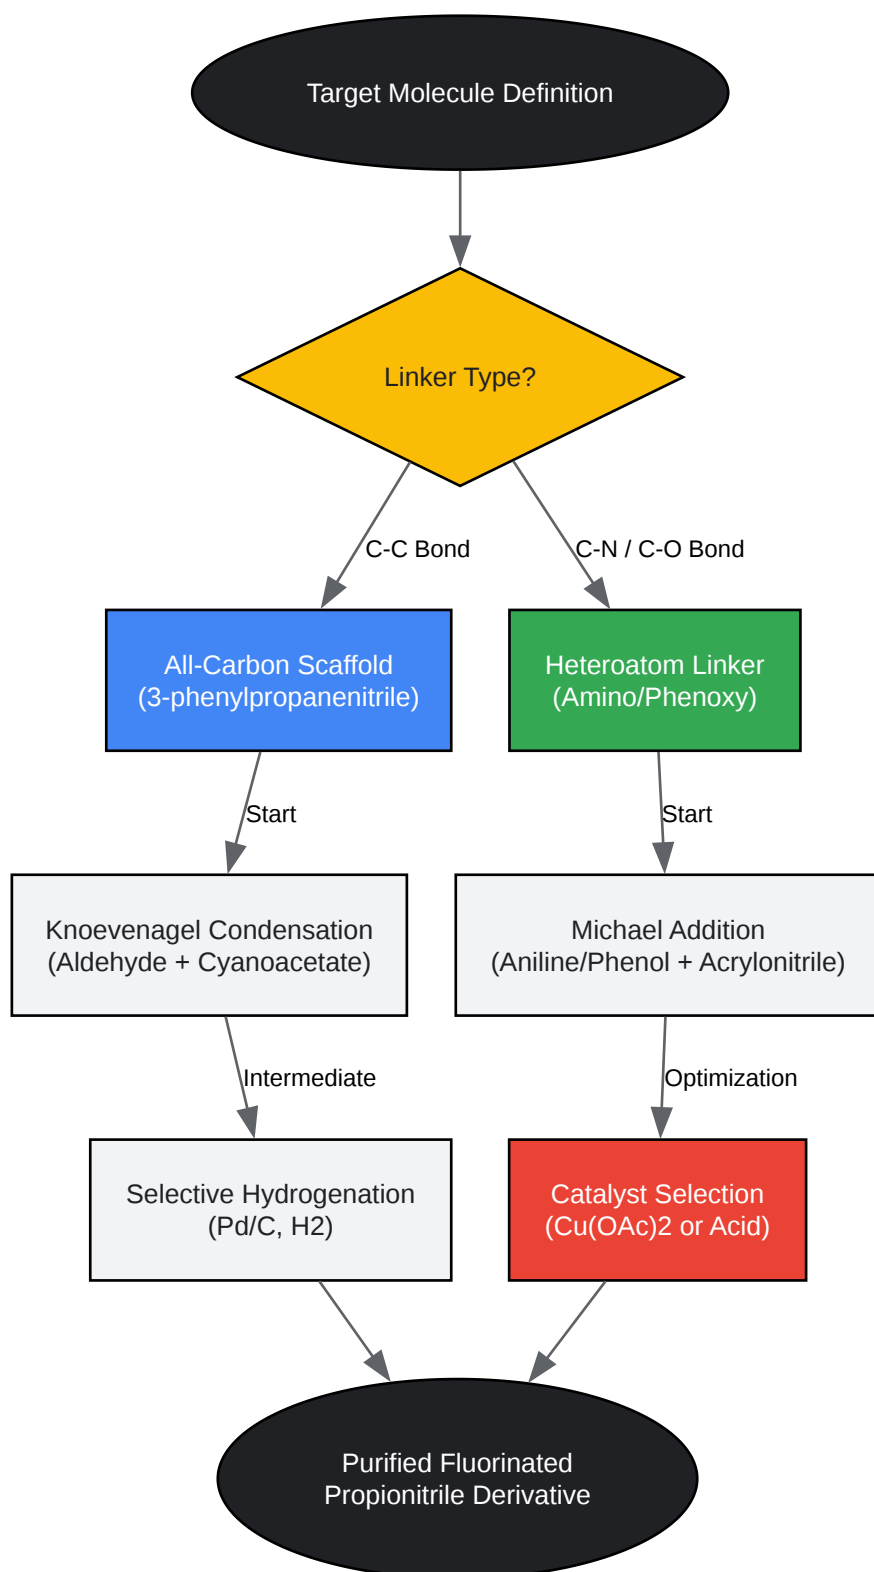 Target Molecule Definition
Linker Type?
C-C Bond
C-N / C-O Bond
All-Carbon Scaffold
(3-phenylpropanenitrile)
Heteroatom Linker
(Amino/Phenoxy)
Start
Start
Knoevenagel Condensation
(Aldehyde + Cyanoacetate)
Michael Addition
(Aniline/Phenol + Acrylonitrile)
Intermediate
Optimization
Selective Hydrogenation
(Pd/C, H2)
Catalyst Selection
(Cu(OAc)2 or Acid)
Purified Fluorinated
Propionitrile Derivative